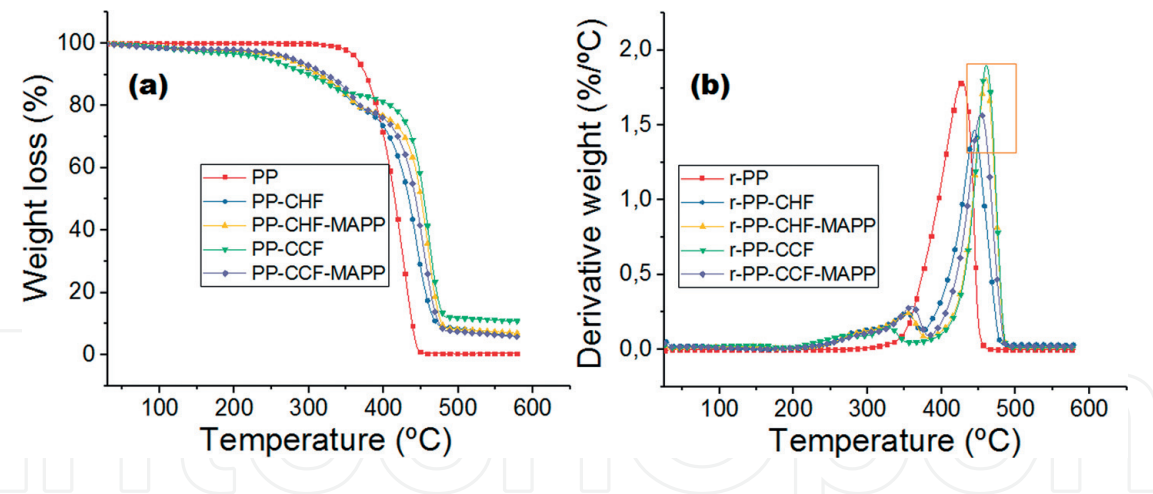 (a)
Weight loss (%)
100
80
60
40
20
0
PP
PP-CHF
PP-CHF-MAPP
PP-CCF
PP-CCF-MAPP
100 200 300 400 500 600
Temperature (ºC)
(b)
Derivative weight (%/ºC)
2,0
1,5
1,0
0,5
0,0
r-PP
r-PP-CHF
r-PP-CHF-MAPP
r-PP-CCF
r-PP-CCF-MAPP
100 200 300 400 500 600
Temperature (ºC)